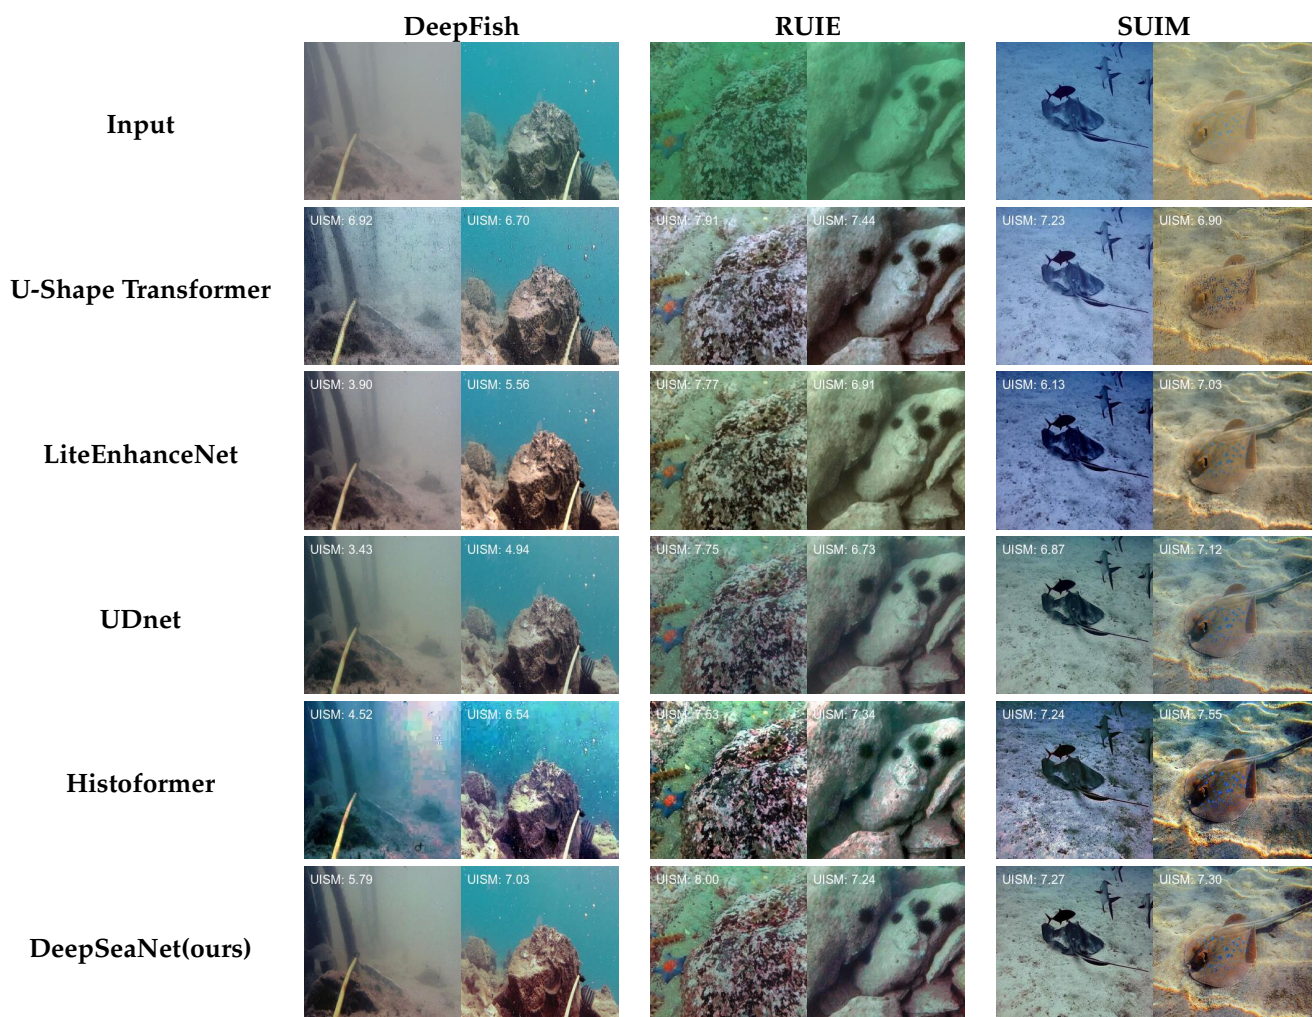 DeepFish RUIE SUIM
Input
U-Shape Transformer
UISM: 6.92 UISM: 6.70 UISM: 7.91 UISM: 7.44 UISM: 7.23 UISM: 6.90
LiteEnhanceNet
UISM: 3.90 UISM: 5.56 UISM: 7.77 UISM: 6.91 UISM: 6.13 UISM: 7.03
UDnet
UISM: 3.43 UISM: 4.94 UISM: 7.75 UISM: 6.73 UISM: 6.87 UISM: 7.12
Histoformer
UISM: 4.52 UISM: 6.54 UISM: 7.63 UISM: 7.34 UISM: 7.24 UISM: 7.55
DeepSeaNet(ours)
UISM: 5.79 UISM: 7.03 UISM: 8.00 UISM: 7.24 UISM: 7.27 UISM: 7.30